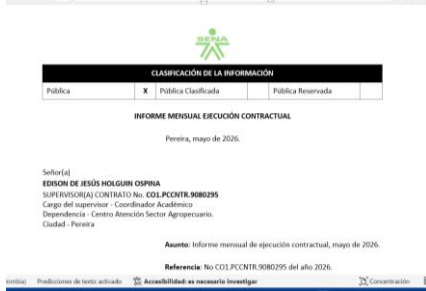 SENA
CLASIFICACIÓN DE LA INFORMACIÓN
Pública X Pública Clasificada Pública Reservada
INFORME MENSUAL EJECUCIÓN CONTRACTUAL
Pereira, mayo de 2026.
Señor(a)
EDISON DE JESÚS HOLGUIN OSPINA
SUPERVISOR(A) CONTRATO No. CO1.PCCNTR.9080295
Cargo del supervisor - Coordinador Académico
Dependencia - Centro Atención Sector Agropecuario.
Ciudad - Pereira
Asunto: Informe mensual de ejecución contractual, mayo de 2026.
Referencia: No CO1.PCCNTR.9080295 del año 2026.
Predicciones de texto: activado Accesibilidad: es necesario investigar Concentración